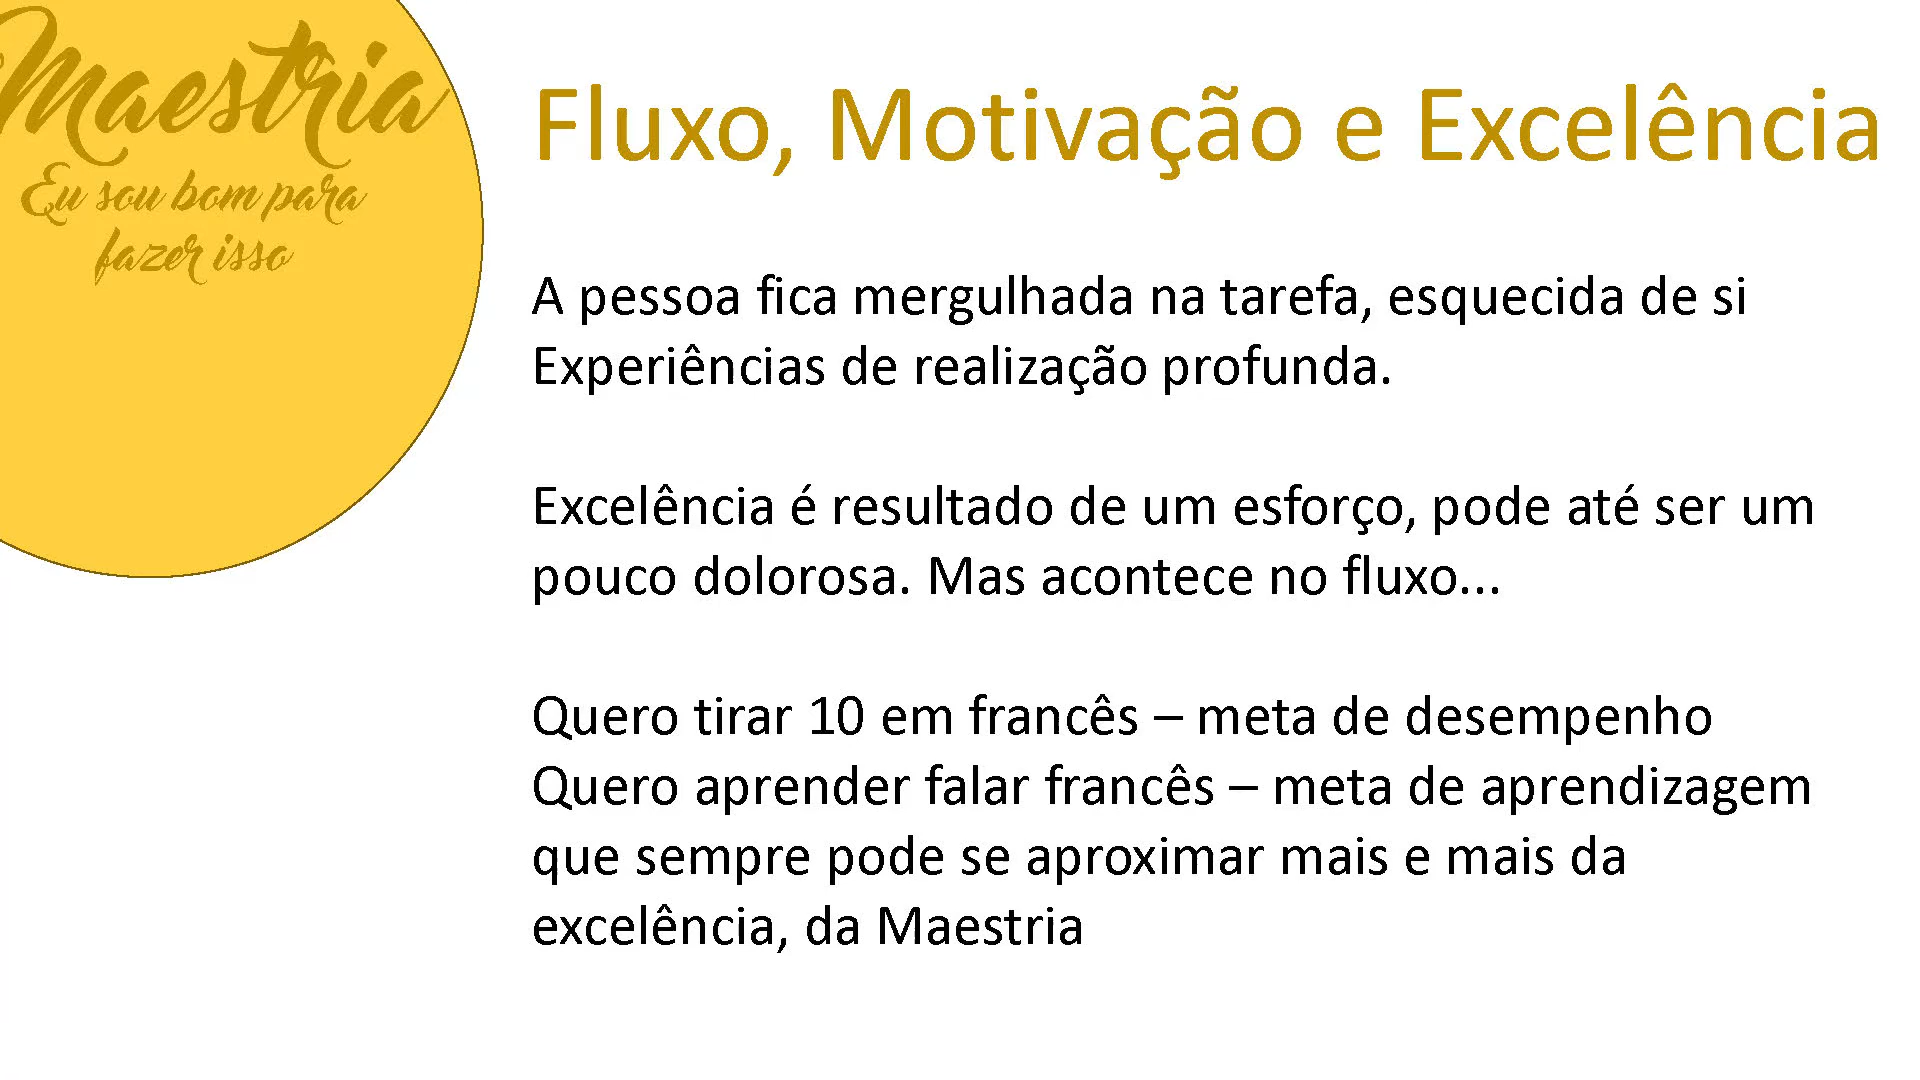 Maestria
Eu sou bom para
fazer isso
Fluxo, Motivação e Excelência
A pessoa fica mergulhada na tarefa, esquecida de si
Experiências de realização profunda.
Excelência é resultado de um esforço, pode até ser um
pouco dolorosa. Mas acontece no fluxo...
Quero tirar 10 em francês – meta de desempenho
Quero aprender falar francês – meta de aprendizagem
que sempre pode se aproximar mais e mais da
excelência, da Maestria